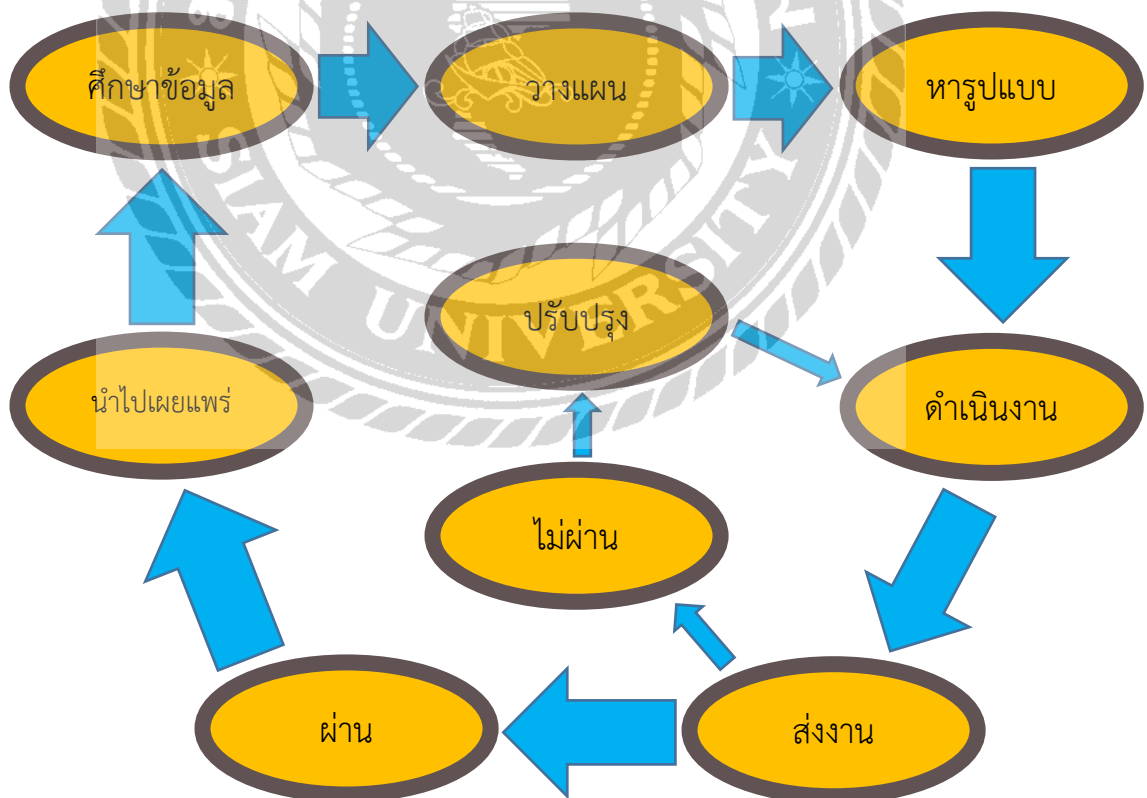 ศึกษาข้อมูล
วางแผน
หารูปแบบ
ปรับปรุง
นำไปเผยแพร่
ดำเนินงาน
ไม่ผ่าน
ผ่าน
ส่งงาน
SIAM UNIVERSITY